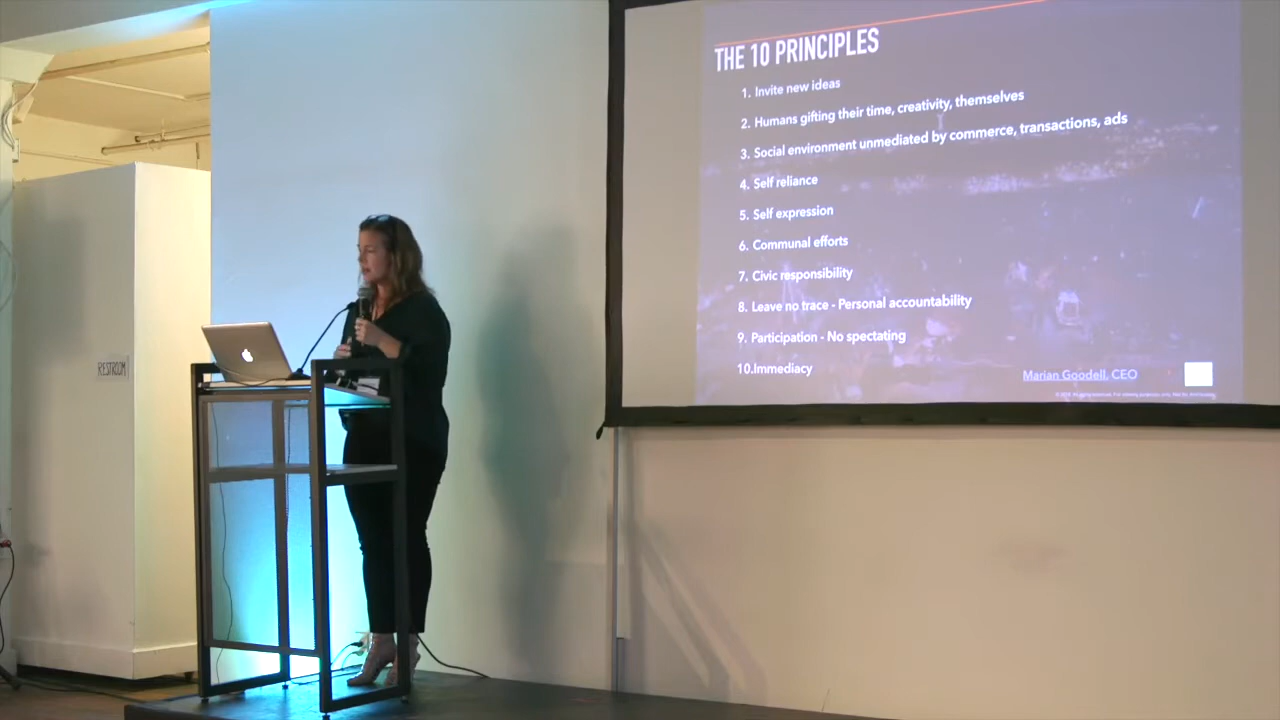 THE 10 PRINCIPLES
1. Invite new ideas
2. Humans gifting their time, creativity, themselves
3. Social environment unmediated by commerce, transactions, ads
4. Self reliance
5. Self expression
6. Communal efforts
7. Civic responsibility
8. Leave no trace - Personal accountability
9. Participation - No spectating
10.Immediacy
Marian Goodell, CEO
RESTROOM